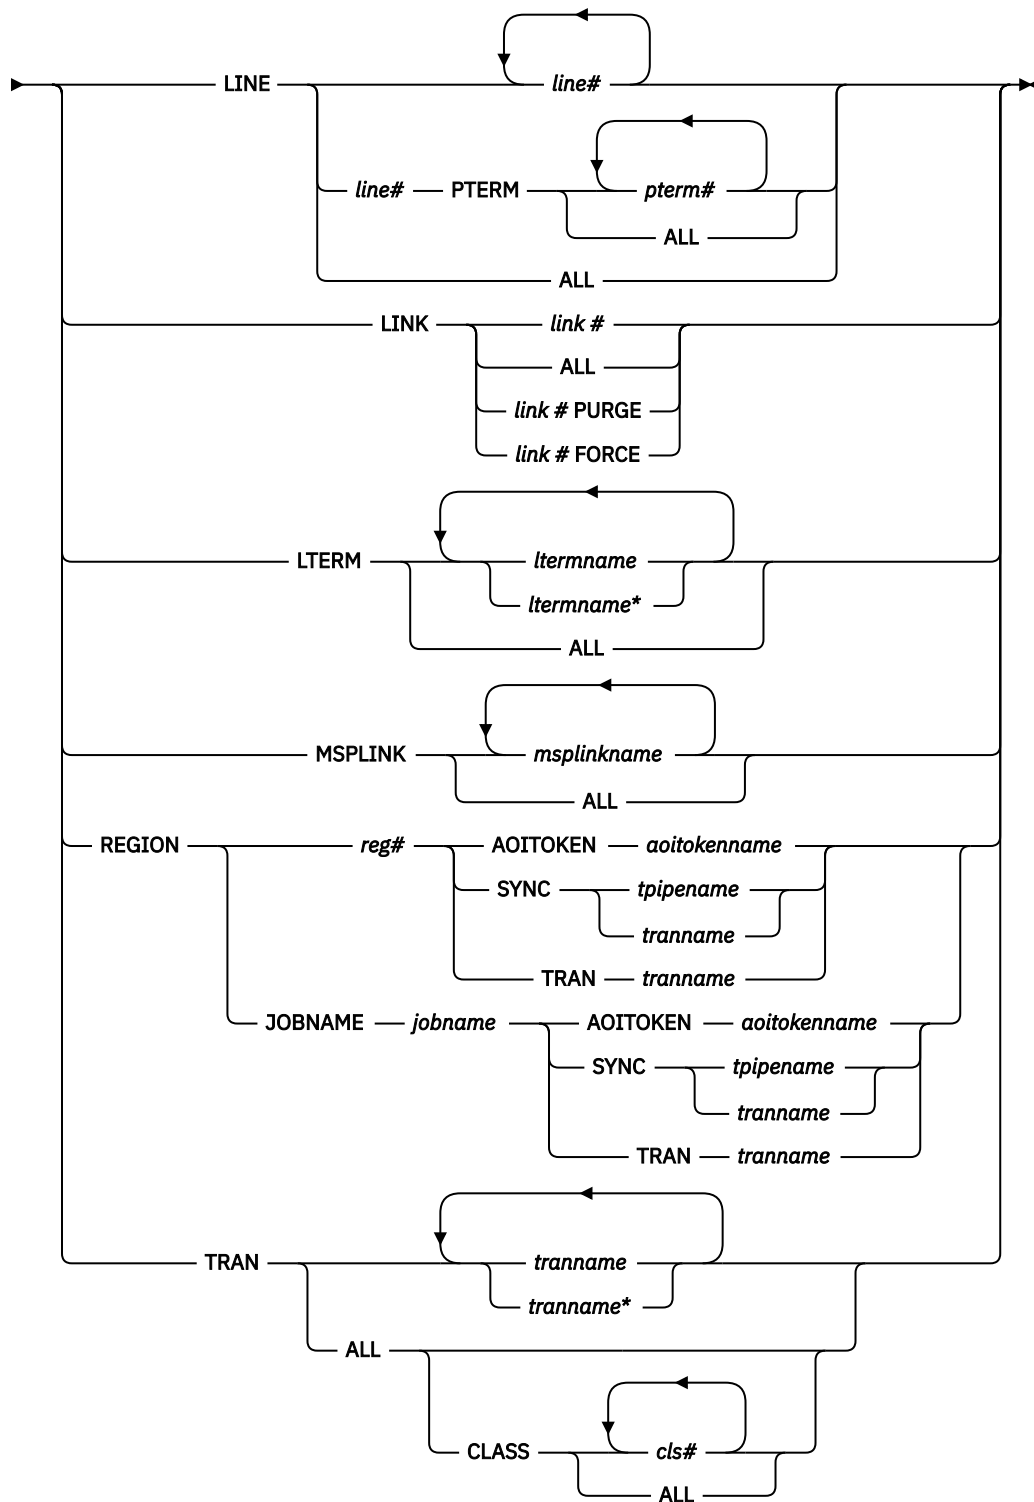 LINE line#
line# PTERM pterm#
ALL
ALL
LINK link #
ALL
link # PURGE
link # FORCE
LTERM ltermname
ltermname*
ALL
MSPLINK msplinkname
ALL
REGION reg# AOITOKEN aoitokenname
SYNC tpipename
tranname
TRAN tranname
JOBNAME jobname AOITOKEN aoitokenname
SYNC tpipename
tranname
TRAN tranname
TRAN tranname
tranname*
ALL
CLASS cls#
ALL